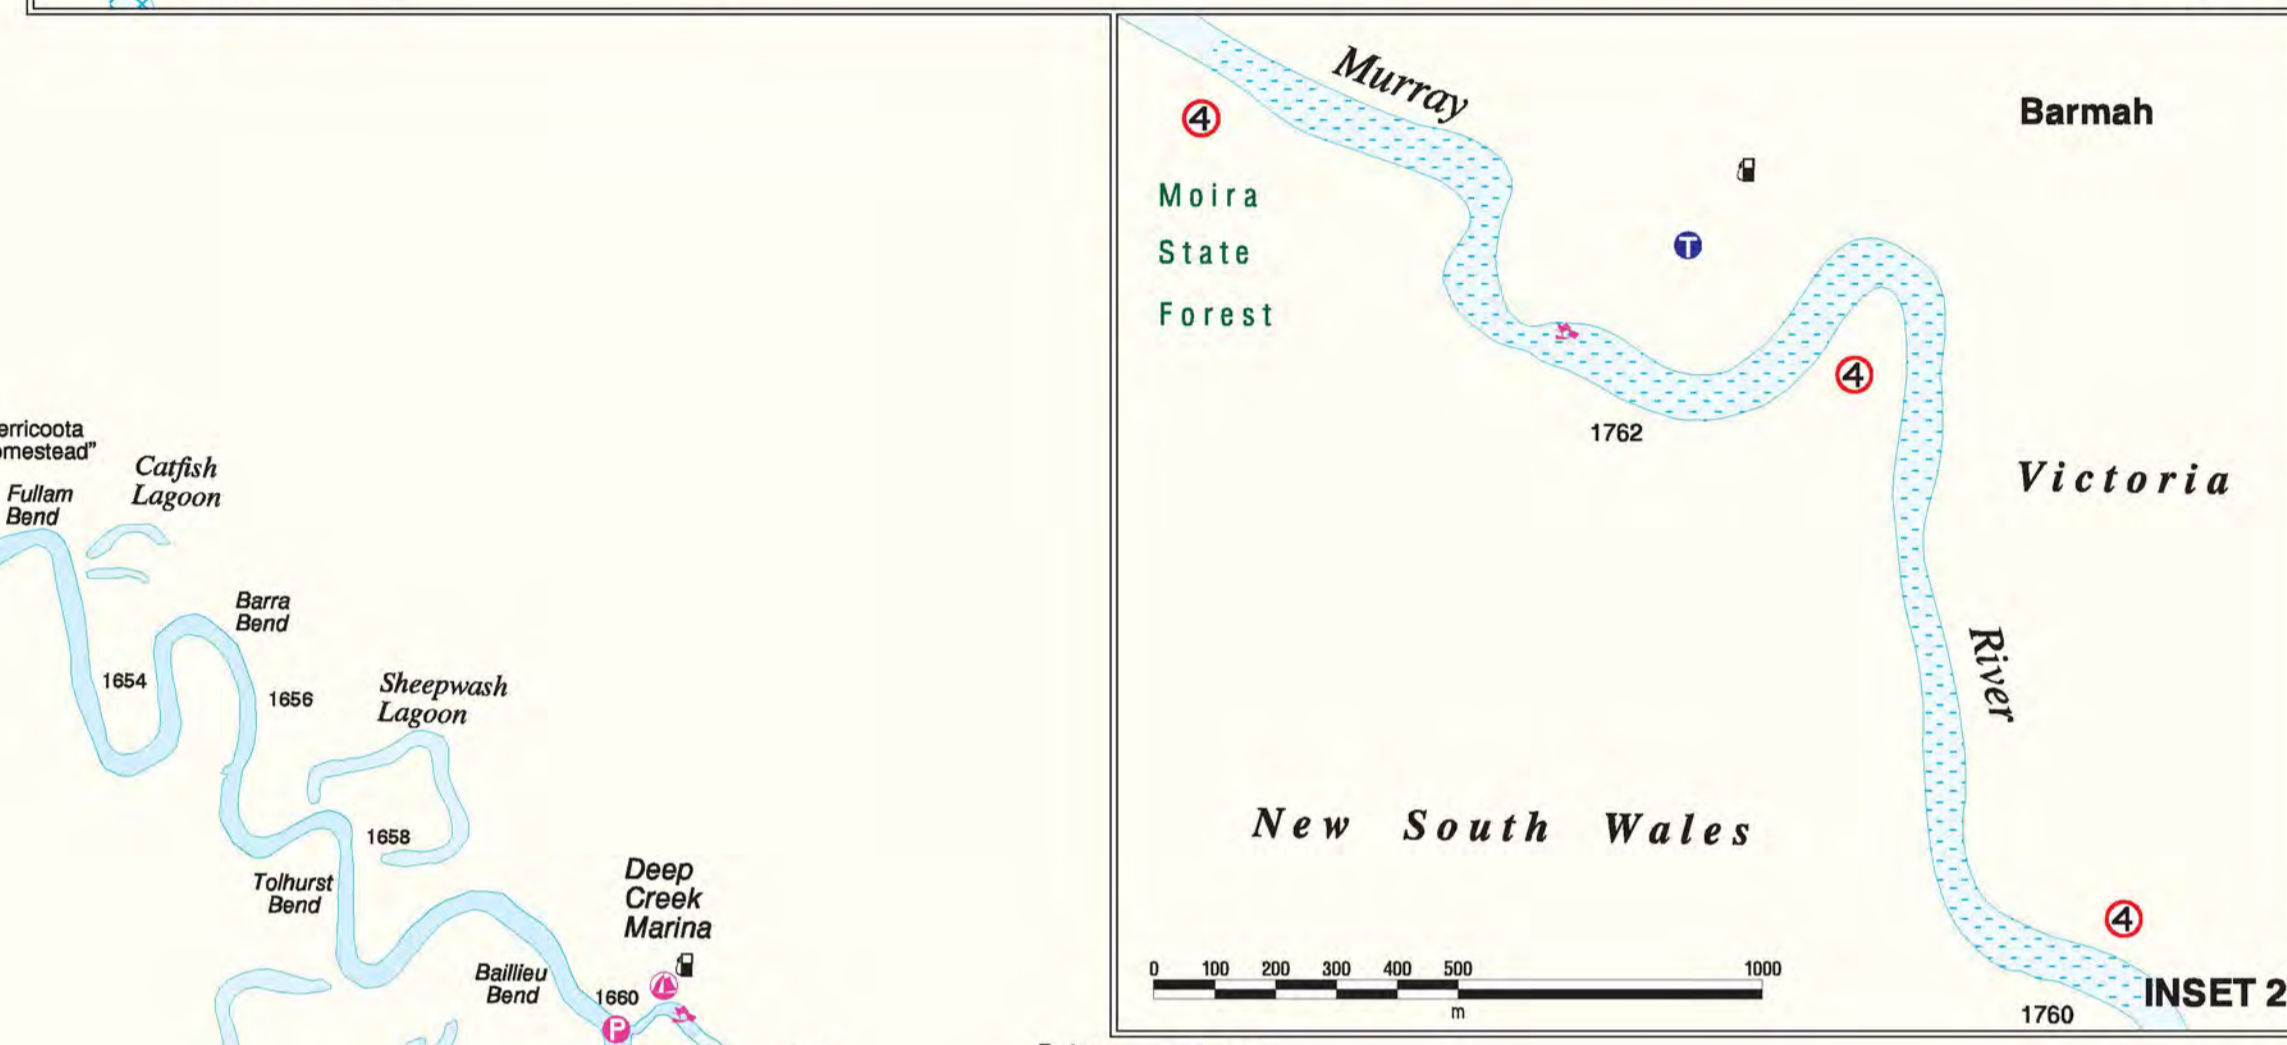 erricoota
omestead”
Fullam
Bend
Catfish
Lagoon
Barra
Bend
1654
1656
Sheepwash
Lagoon
1658
Tolhurst
Bend
Deep
Creek
Marina
Baillieu
Bend
1660
P
Murray
Barmah
4
Moira
State
Forest
T
4
1762
Victoria
River
New South Wales
4
0 100 200 300 400 500 1000
m
INSET 2
1760